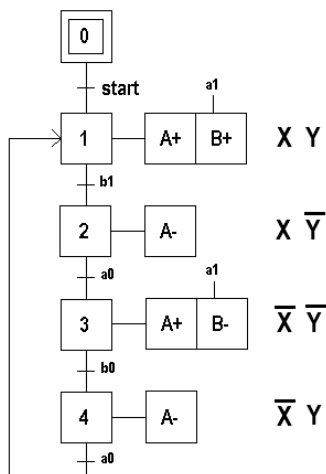 0
start
a1
1 A+ B+ X Y
b1
2 A- X Y̅
a0
a1
3 A+ B- X̅ Y̅
b0
4 A- X̅ Y
a0